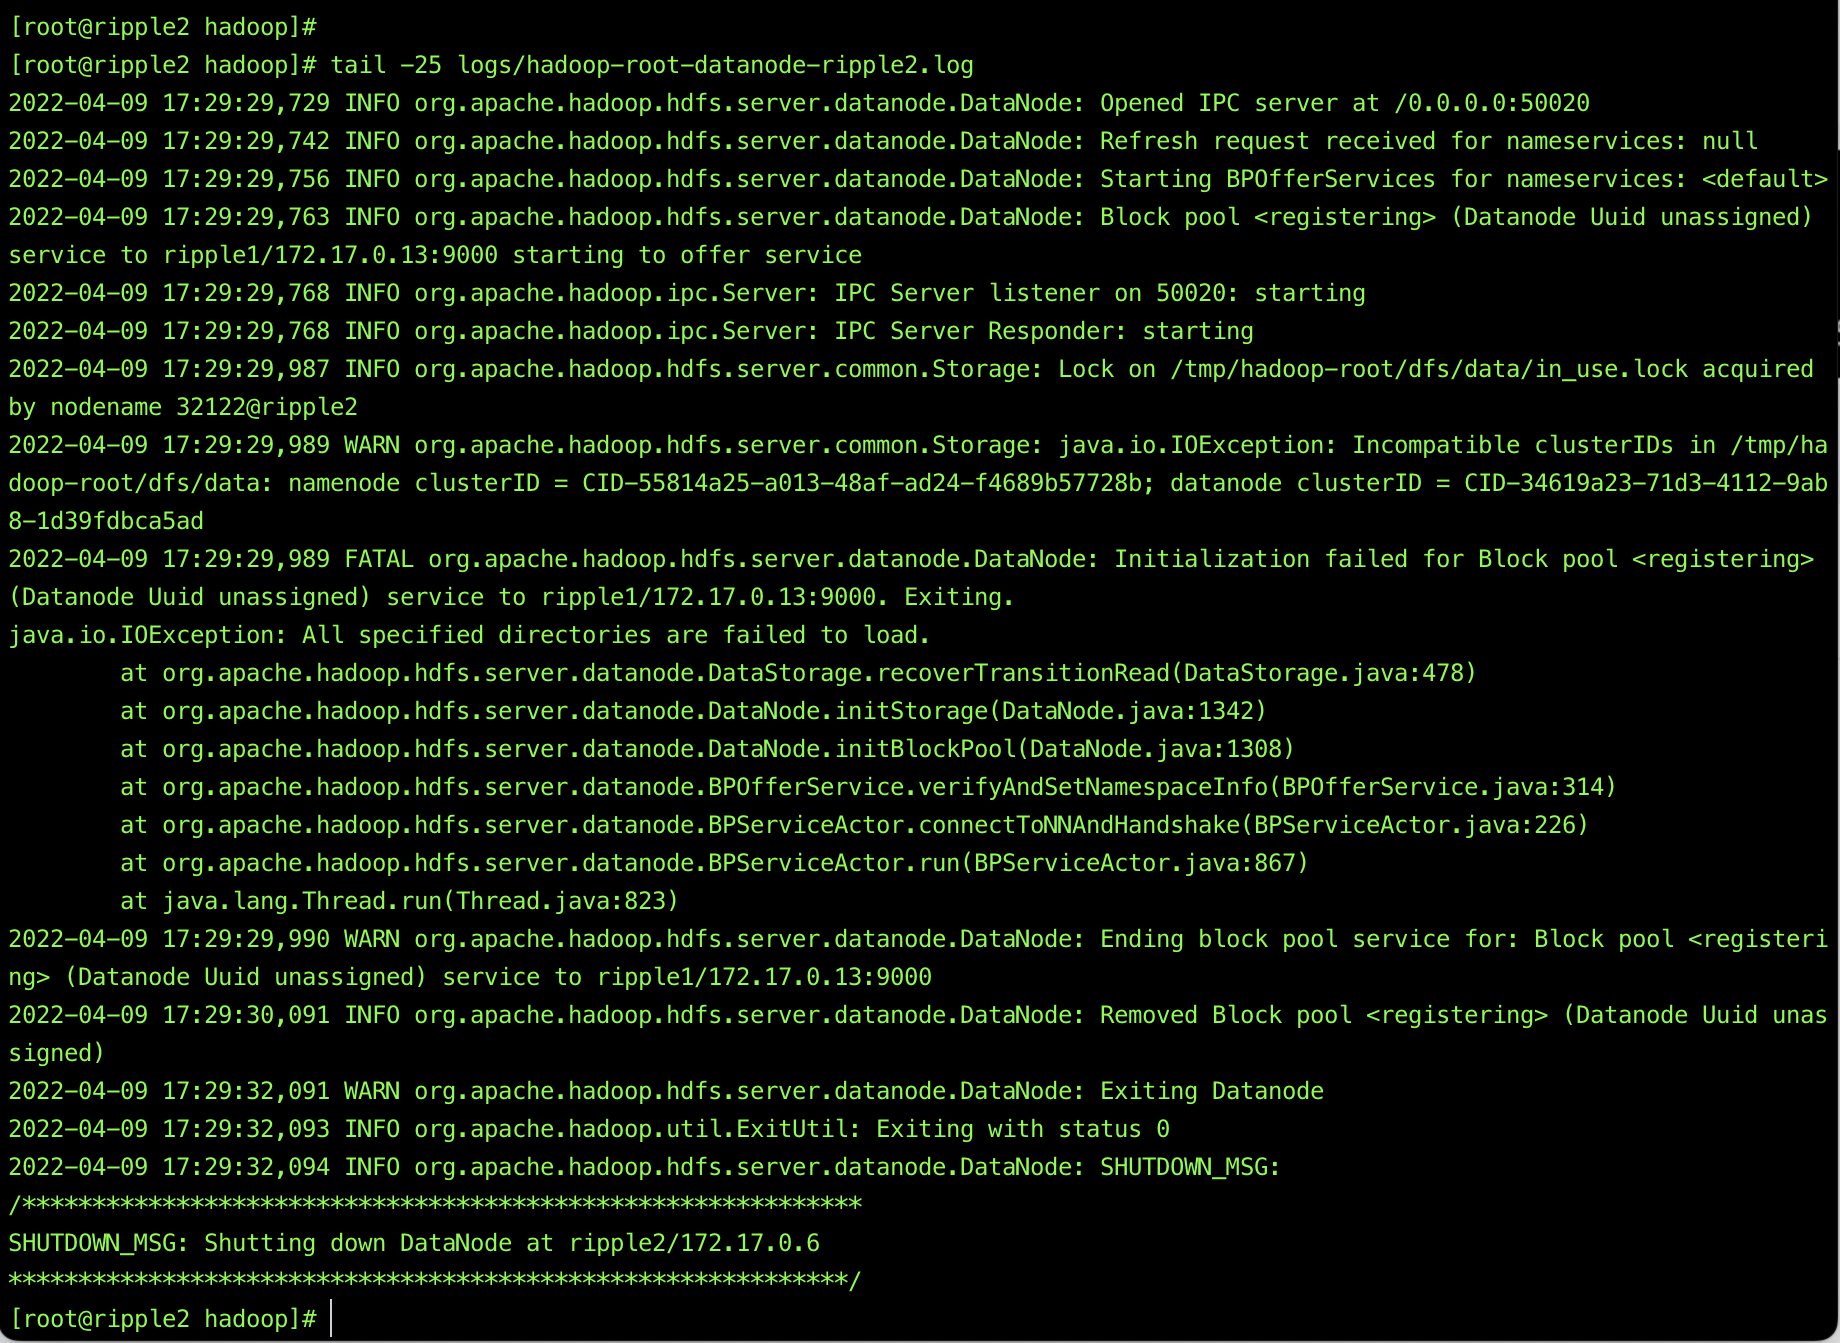 [root@ripple2 hadoop]#
[root@ripple2 hadoop]# tail -25 logs/hadoop-root-datanode-ripple2.log
2022-04-09 17:29:29,729 INFO org.apache.hadoop.hdfs.server.datanode.DataNode: Opened IPC server at /0.0.0.0:50020
2022-04-09 17:29:29,742 INFO org.apache.hadoop.hdfs.server.datanode.DataNode: Refresh request received for nameservices: null
2022-04-09 17:29:29,756 INFO org.apache.hadoop.hdfs.server.datanode.DataNode: Starting BPOfferServices for nameservices: <default>
2022-04-09 17:29:29,763 INFO org.apache.hadoop.hdfs.server.datanode.DataNode: Block pool <registering> (Datanode Uuid unassigned)
service to ripple1/172.17.0.13:9000 starting to offer service
2022-04-09 17:29:29,768 INFO org.apache.hadoop.ipc.Server: IPC Server listener on 50020: starting
2022-04-09 17:29:29,768 INFO org.apache.hadoop.ipc.Server: IPC Server Responder: starting
2022-04-09 17:29:29,987 INFO org.apache.hadoop.hdfs.server.common.Storage: Lock on /tmp/hadoop-root/dfs/data/in_use.lock acquired
by nodename 32122@ripple2
2022-04-09 17:29:29,989 WARN org.apache.hadoop.hdfs.server.common.Storage: java.io.IOException: Incompatible clusterIDs in /tmp/ha
doop-root/dfs/data: namenode clusterID = CID-55814a25-a013-48af-ad24-f4689b57728b; datanode clusterID = CID-34619a23-71d3-4112-9ab
8-1d39fdbca5ad
2022-04-09 17:29:29,989 FATAL org.apache.hadoop.hdfs.server.datanode.DataNode: Initialization failed for Block pool <registering>
(Datanode Uuid unassigned) service to ripple1/172.17.0.13:9000. Exiting.
java.io.IOException: All specified directories are failed to load.
        at org.apache.hadoop.hdfs.server.datanode.DataStorage.recoverTransitionRead(DataStorage.java:478)
        at org.apache.hadoop.hdfs.server.datanode.DataNode.initStorage(DataNode.java:1342)
        at org.apache.hadoop.hdfs.server.datanode.DataNode.initBlockPool(DataNode.java:1308)
        at org.apache.hadoop.hdfs.server.datanode.BPOfferService.verifyAndSetNamespaceInfo(BPOfferService.java:314)
        at org.apache.hadoop.hdfs.server.datanode.BPServiceActor.connectToNNAndHandshake(BPServiceActor.java:226)
        at org.apache.hadoop.hdfs.server.datanode.BPServiceActor.run(BPServiceActor.java:867)
        at java.lang.Thread.run(Thread.java:823)
2022-04-09 17:29:29,990 WARN org.apache.hadoop.hdfs.server.datanode.DataNode: Ending block pool service for: Block pool <registeri
ng> (Datanode Uuid unassigned) service to ripple1/172.17.0.13:9000
2022-04-09 17:29:30,091 INFO org.apache.hadoop.hdfs.server.datanode.DataNode: Removed Block pool <registering> (Datanode Uuid unas
signed)
2022-04-09 17:29:32,091 WARN org.apache.hadoop.hdfs.server.datanode.DataNode: Exiting Datanode
2022-04-09 17:29:32,093 INFO org.apache.hadoop.util.ExitUtil: Exiting with status 0
2022-04-09 17:29:32,094 INFO org.apache.hadoop.hdfs.server.datanode.DataNode: SHUTDOWN_MSG:
/************************************************************
SHUTDOWN_MSG: Shutting down DataNode at ripple2/172.17.0.6
************************************************************/
[root@ripple2 hadoop]#